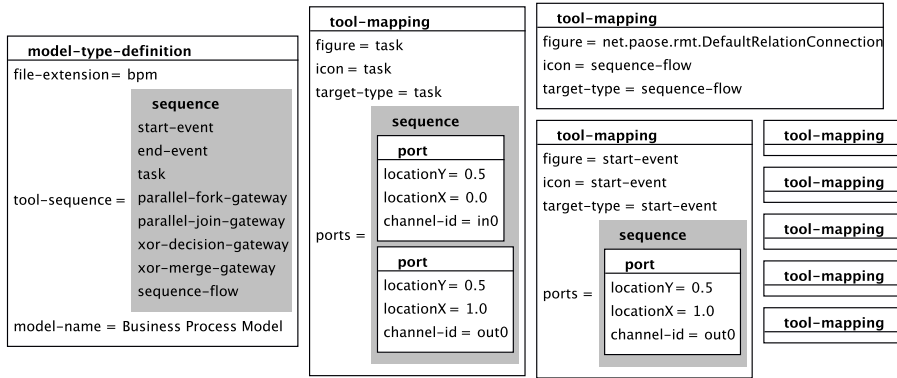 model-type-definition
file-extension= bpm
tool-sequence =
sequence
start-event
end-event
task
parallel-fork-gateway
parallel-join-gateway
xor-decision-gateway
xor-merge-gateway
sequence-flow
model-name = Business Process Model
tool-mapping
figure = task
icon = task
target-type = task
ports =
sequence
port
locationY = 0.5
locationX = 0.0
channel-id = in0
port
locationY = 0.5
locationX = 1.0
channel-id = out0
tool-mapping
figure = net.paose.rmt.DefaultRelationConnection
icon = sequence-flow
target-type = sequence-flow
tool-mapping
figure = start-event
icon = start-event
target-type = start-event
ports =
sequence
port
locationY = 0.5
locationX = 1.0
channel-id = out0
tool-mapping
tool-mapping
tool-mapping
tool-mapping
tool-mapping